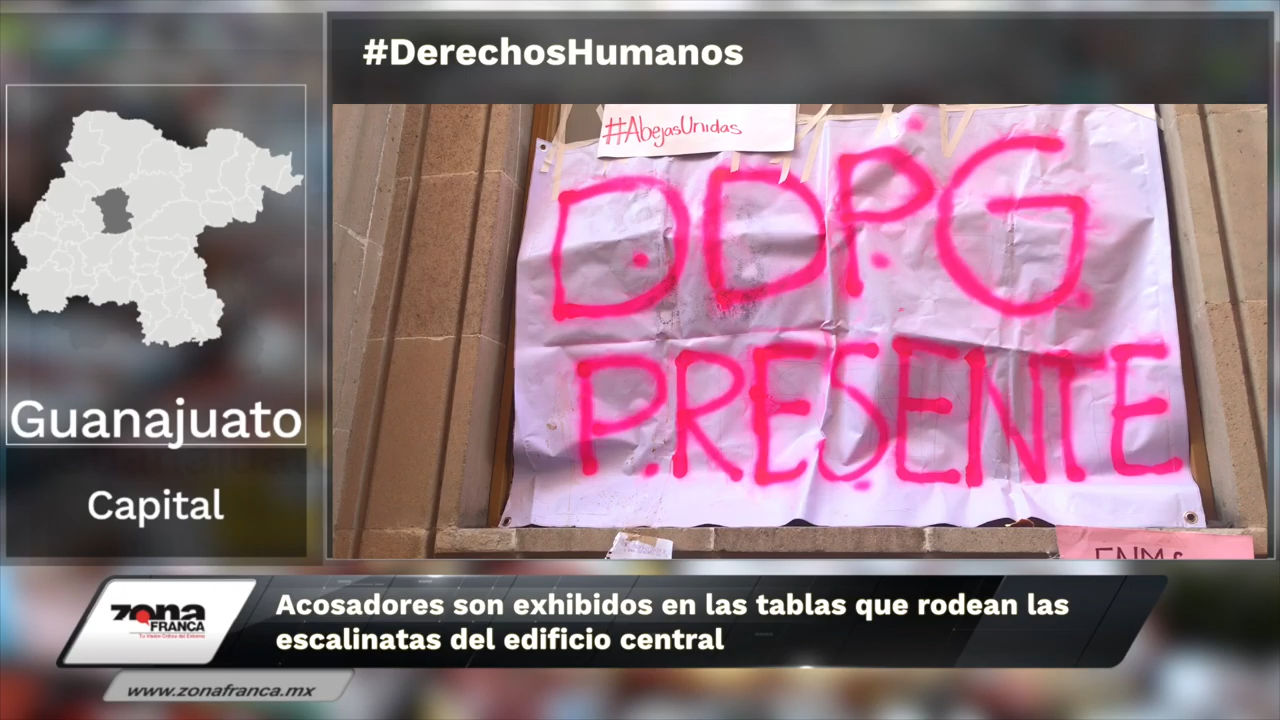 #DerechosHumanos
#AbejasUnidas
DDPG
PRESENTE
Guanajuato
Capital
zona
FRANCA
Acosadores son exhibidos en las tablas que rodean las
escalinatas del edificio central
www.zonafranca.mx